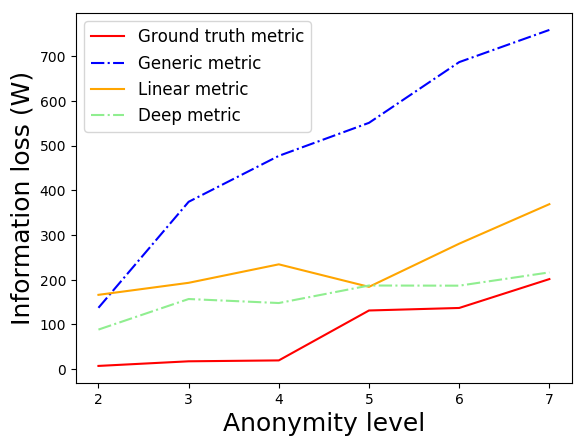 Ground truth metric
Generic metric
Linear metric
Deep metric
Information loss (W)
700
600
500
400
300
200
100
0
2 3 4 5 6 7
Anonymity level